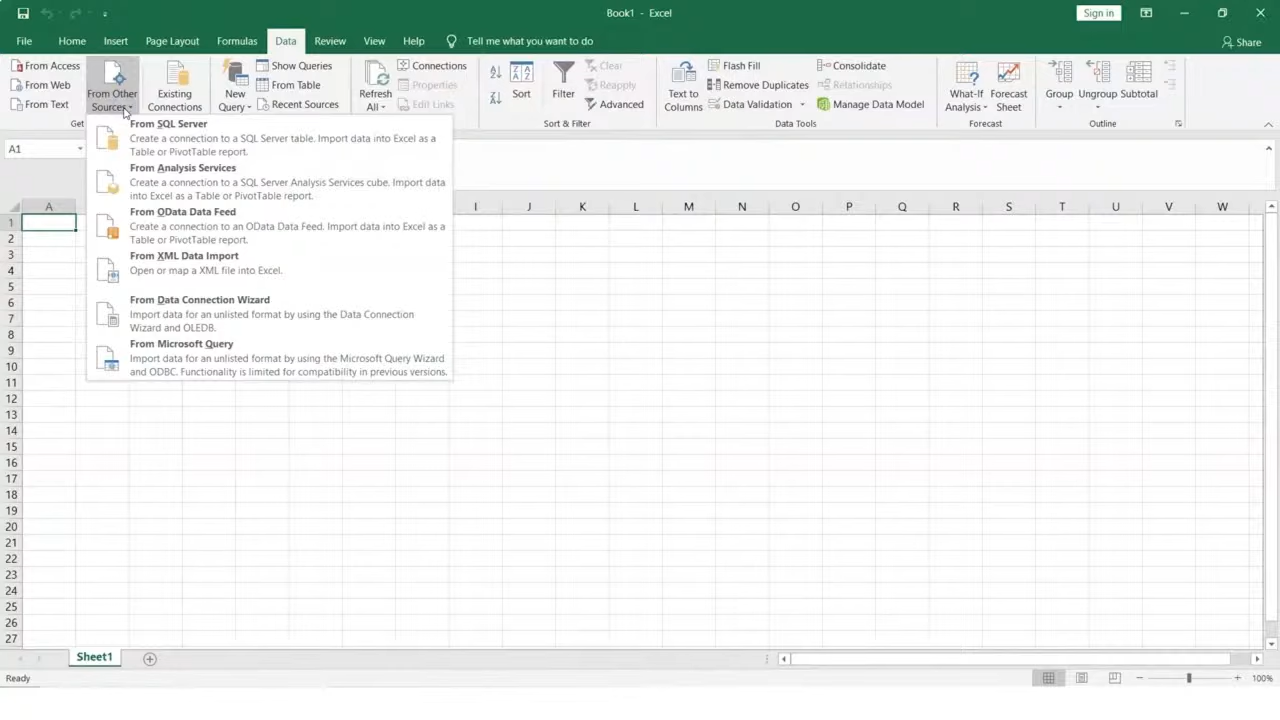 Book1 - Excel
Sign in
File Home Insert Page Layout Formulas Data Review View Help Tell me what you want to do
Share
From Access
From Web
From Text
From Other
Sources
Existing
Connections
New
Query
Show Queries
From Table
Recent Sources
Refresh
All
Connections
Properties
Edit Links
Sort
Filter
Clear
Reapply
Advanced
Sort & Filter
Text to
Columns
Flash Fill
Remove Duplicates
Data Validation
Consolidate
Relationships
Manage Data Model
Data Tools
What-If
Analysis
Forecast
Sheet
Forecast
Group
Ungroup
Subtotal
Outline
Get
A1
From SQL Server
Create a connection to a SQL Server table. Import data into Excel as a
Table or PivotTable report.
From Analysis Services
Create a connection to a SQL Server Analysis Services cube. Import data
into Excel as a Table or PivotTable report.
From OData Data Feed
Create a connection to an OData Data Feed. Import data into Excel as a
Table or PivotTable report.
From XML Data Import
Open or map a XML file into Excel.
From Data Connection Wizard
Import data for an unlisted format by using the Data Connection
Wizard and OLEDB.
From Microsoft Query
Import data for an unlisted format by using the Microsoft Query Wizard
and ODBC. Functionality is limited for compatibility in previous versions.
A I J K L M N O P Q R S T U V W
1
2
3
4
5
6
7
8
9
10
11
12
13
14
15
16
17
18
19
20
21
22
23
24
25
26
27
Sheet1
Ready
100%